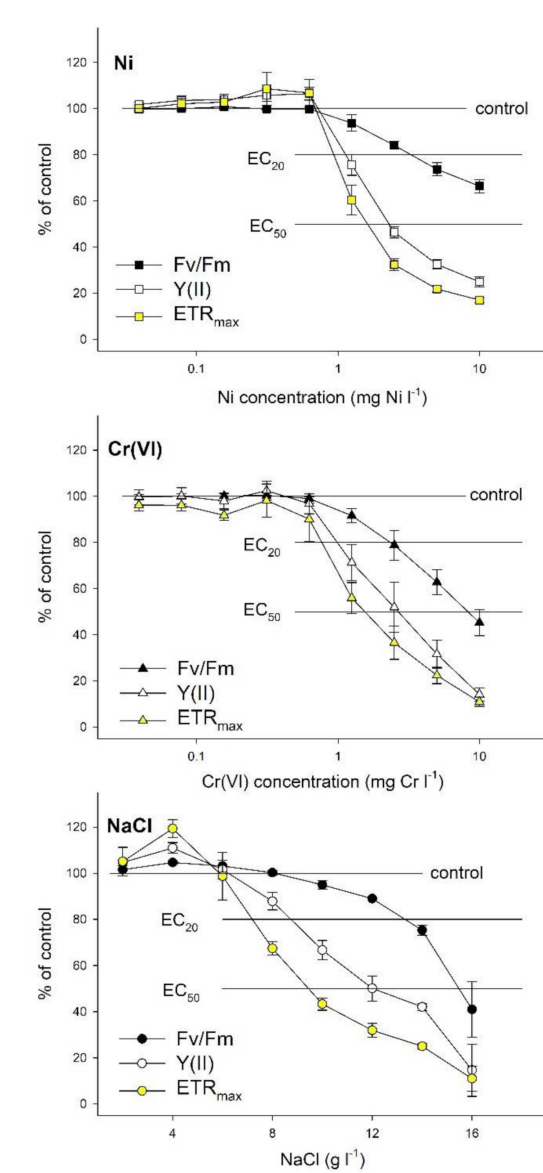 Ni
120
100
80
60
40
20
0
% of control
control
EC20
EC50
Fv/Fm
Y(II)
ETRmax
0.1 1 10
Ni concentration (mg Ni l-1)
Cr(VI)
120
100
80
60
40
20
0
% of control
control
EC20
EC50
Fv/Fm
Y(II)
ETRmax
0.1 1 10
Cr(VI) concentration (mg Cr l-1)
NaCl
120
100
80
60
40
20
0
% of control
control
EC20
EC50
Fv/Fm
Y(II)
ETRmax
4 8 12 16
NaCl (g l-1)